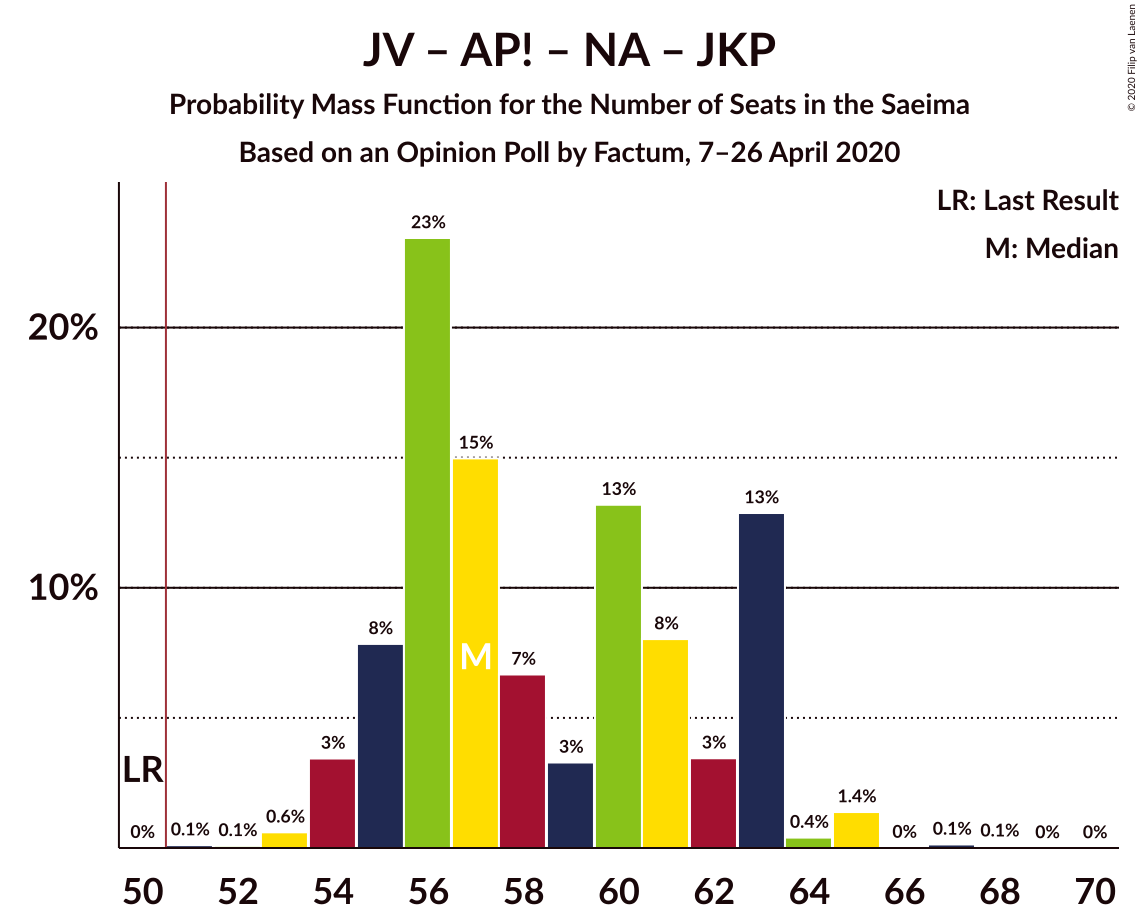 JV – AP! – NA – JKP
Probability Mass Function for the Number of Seats in the Saeima
Based on an Opinion Poll by Factum, 7–26 April 2020
© 2020 Filip van Laenen
LR: Last Result
M: Median
20%
10%
LR
M
0%
0.1%
0.1%
0.6%
3%
8%
23%
15%
7%
3%
13%
8%
3%
13%
0.4%
1.4%
0%
0.1%
0.1%
0%
0%
50 52 54 56 58 60 62 64 66 68 70